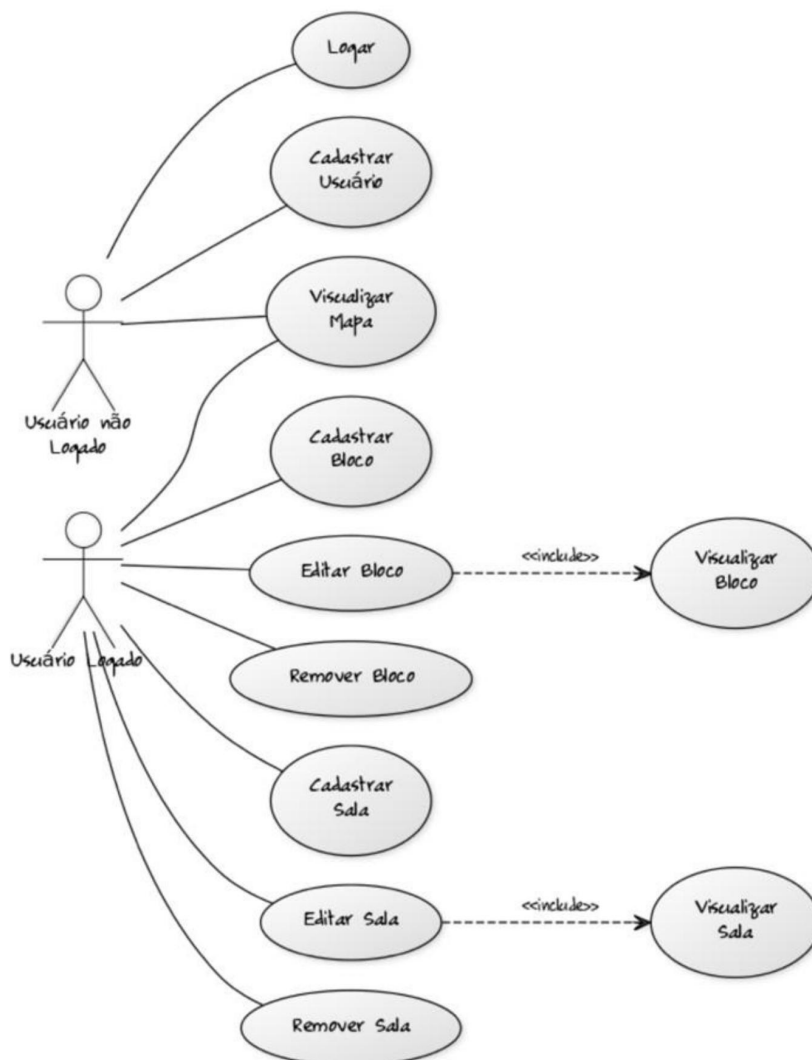 Logar
Cadastrar
Usuário
Visualizar
Mapa
Usuário não
Logado
Cadastrar
Bloco
Editar Bloco
<<include>>
Visualizar
Bloco
Usuário Logado
Remover Bloco
Cadastrar
Sala
Editar Sala
<<include>>
Visualizar
Sala
Remover Sala